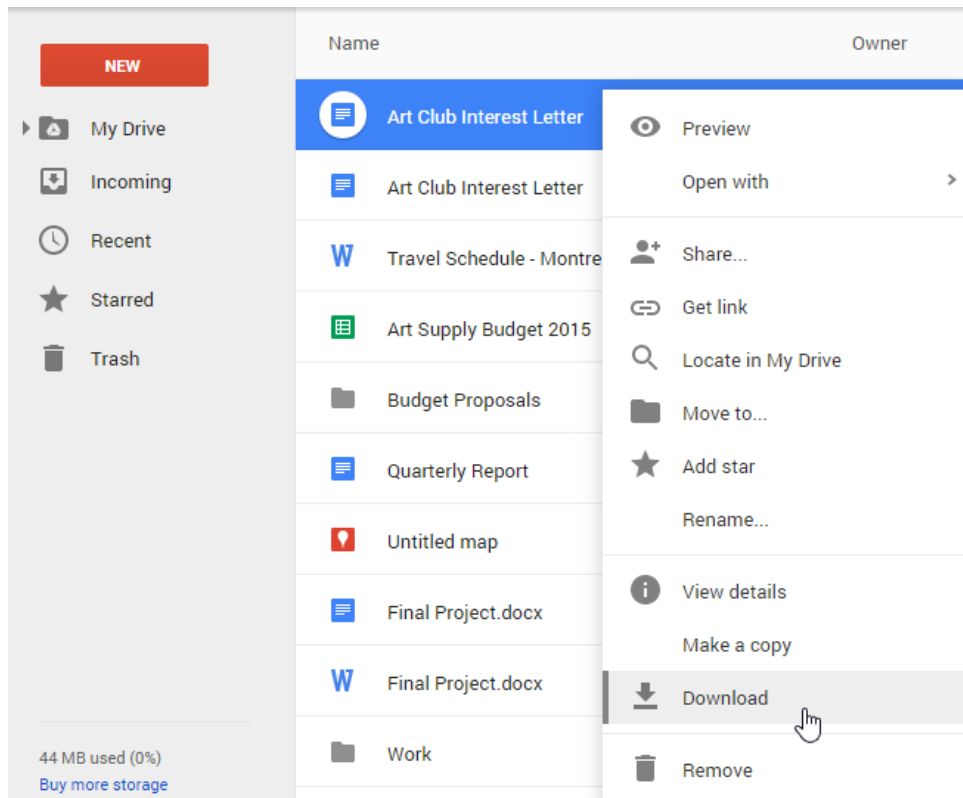 NEW
My Drive
Incoming
Recent
Starred
Trash
44 MB used (0%)
Buy more storage
Name Owner
Art Club Interest Letter
Art Club Interest Letter
Travel Schedule - Montre
Art Supply Budget 2015
Budget Proposals
Quarterly Report
Untitled map
Final Project.docx
Final Project.docx
Work
Preview
Open with
Share...
Get link
Locate in My Drive
Move to...
Add star
Rename...
View details
Make a copy
Download
Remove